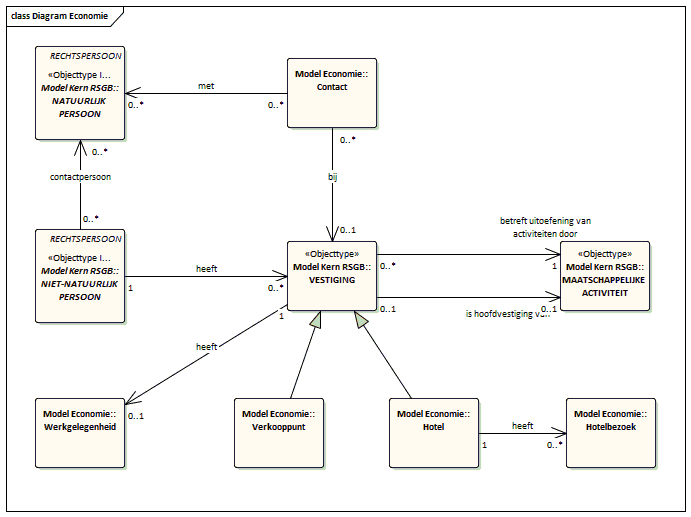 class Diagram Economie
RECHTSPERSOON
«Objecttype I...
Model Kern RSGB::
NATUURLIJK
PERSOON
Model Economie::
Contact
met
0..*
0..*
0..*
0..*
contactpersoon
bij
0..*
0..1
RECHTSPERSOON
«Objecttype I...
Model Kern RSGB::
NIET-NATUURLIJK
PERSOON
heeft
1
0..*
«Objecttype»
Model Kern RSGB::
VESTIGING
betreft uitoefening van
activiteiten door
0..*
1
«Objecttype»
Model Kern RSGB::
MAATSCHAPPELIJKE
ACTIVITEIT
0..1
is hoofdvestiging van
0..1
1
heeft
0..1
Model Economie::
Werkgelegenheid
Model Economie::
Verkooppunt
Model Economie::
Hotel
heeft
1
0..*
Model Economie::
Hotelbezoek